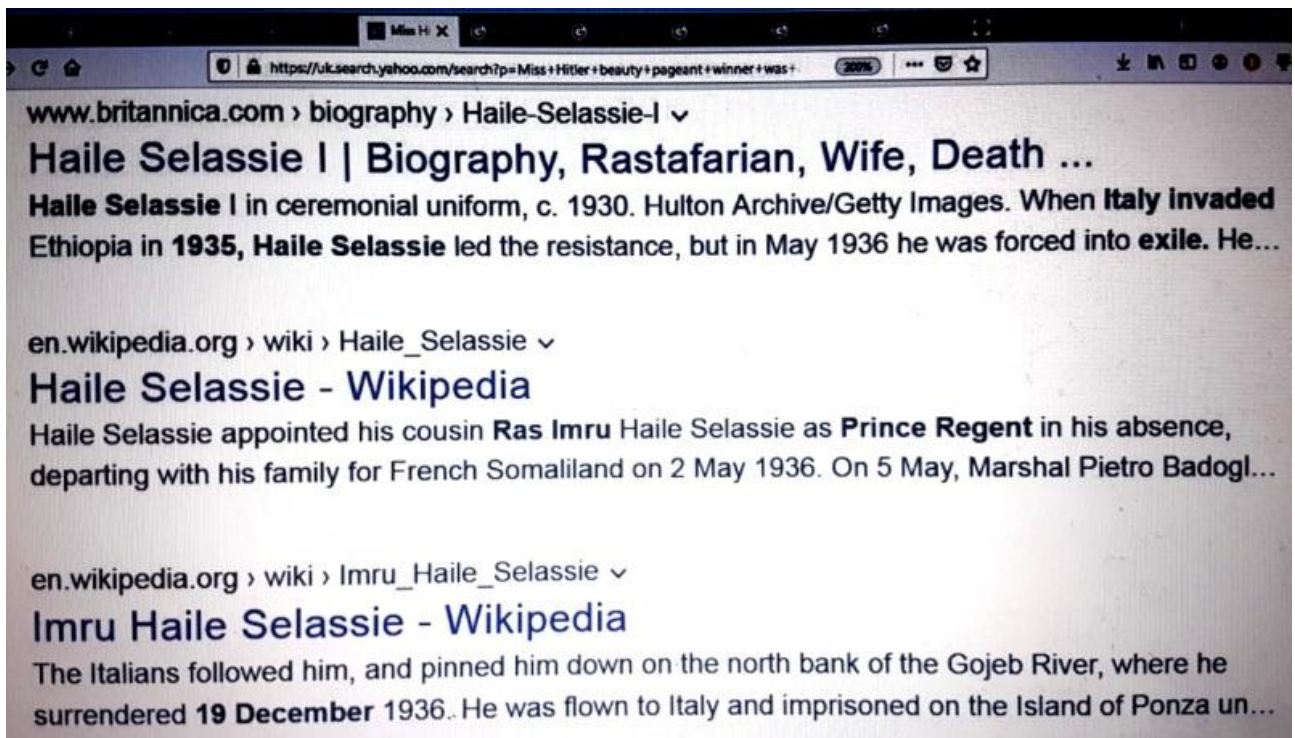 Miss Hi
https://uk.search.yahoo.com/search?p=Miss+Hitler+beauty+pageant+winner+was+
200%
www.britannica.com › biography › Haile-Selassie-I
Haile Selassie I | Biography, Rastafarian, Wife, Death ...
Haile Selassie I in ceremonial uniform, c. 1930. Hulton Archive/Getty Images. When Italy invaded
Ethiopia in 1935, Haile Selassie led the resistance, but in May 1936 he was forced into exile. He...
en.wikipedia.org › wiki › Haile_Selassie
Haile Selassie - Wikipedia
Haile Selassie appointed his cousin Ras Imru Haile Selassie as Prince Regent in his absence,
departing with his family for French Somaliland on 2 May 1936. On 5 May, Marshal Pietro Badogl...
en.wikipedia.org › wiki › Imru_Haile_Selassie
Imru Haile Selassie - Wikipedia
The Italians followed him, and pinned him down on the north bank of the Gojeb River, where he
surrendered 19 December 1936. He was flown to Italy and imprisoned on the Island of Ponza un...